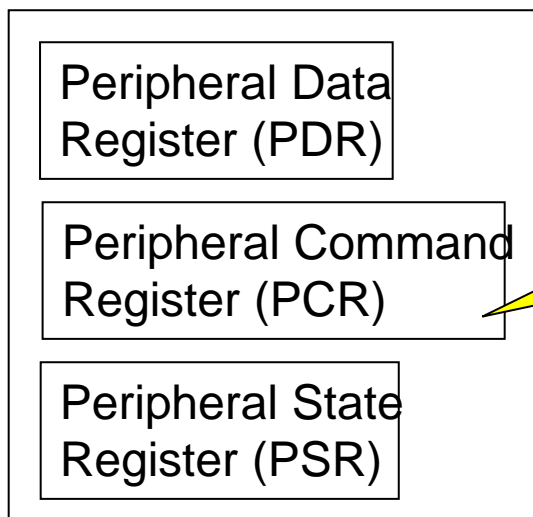 Peripheral Data
Register (PDR)
Peripheral Command
Register (PCR)
Peripheral State
Register (PSR)